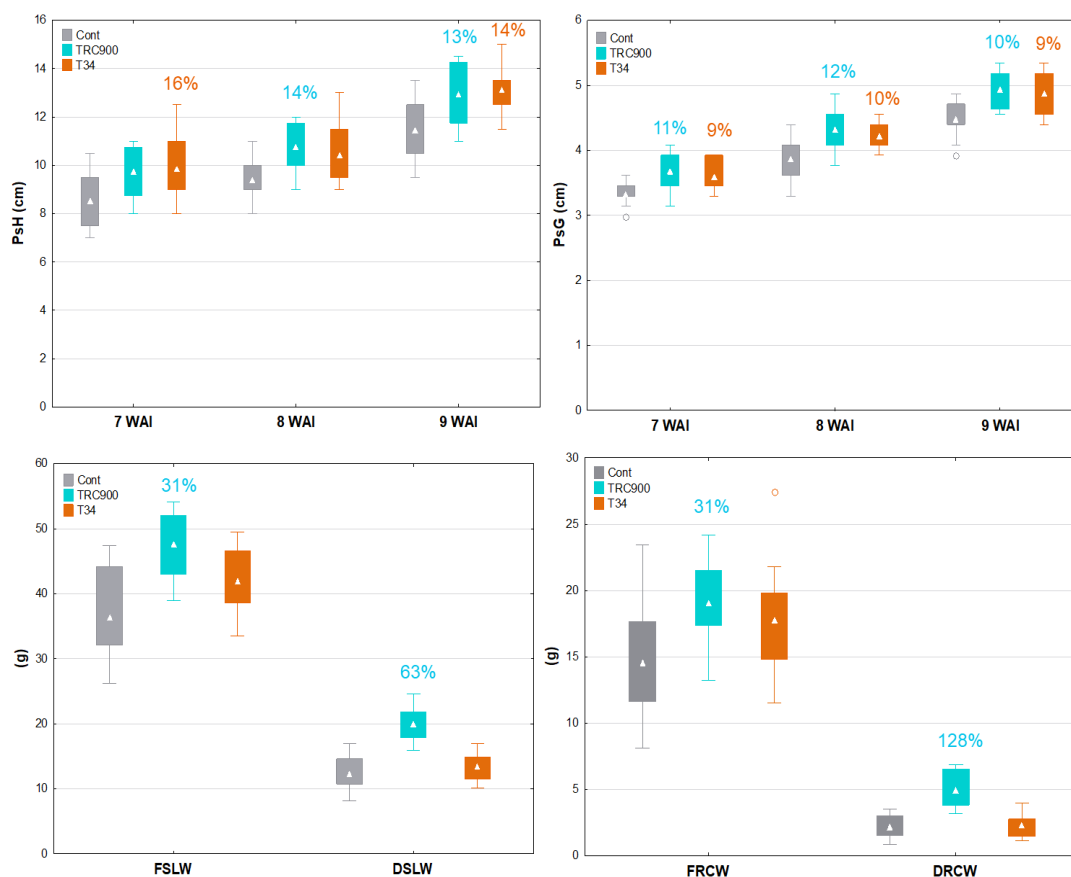 PsH (cm)
16
14
12
10
8
6
4
2
0
Cont
TRC900
T34
16%
14%
13%
14%
7 WAI
8 WAI
9 WAI
PsG (cm)
6
5
4
3
2
1
0
Cont
TRC900
T34
11%
9%
12%
10%
10%
9%
7 WAI
8 WAI
9 WAI
(g)
60
50
40
30
20
10
0
Cont
TRC900
T34
31%
63%
FSLW
DSLW
(g)
30
25
20
15
10
5
0
Cont
TRC900
T34
31%
128%
FRCW
DRCW